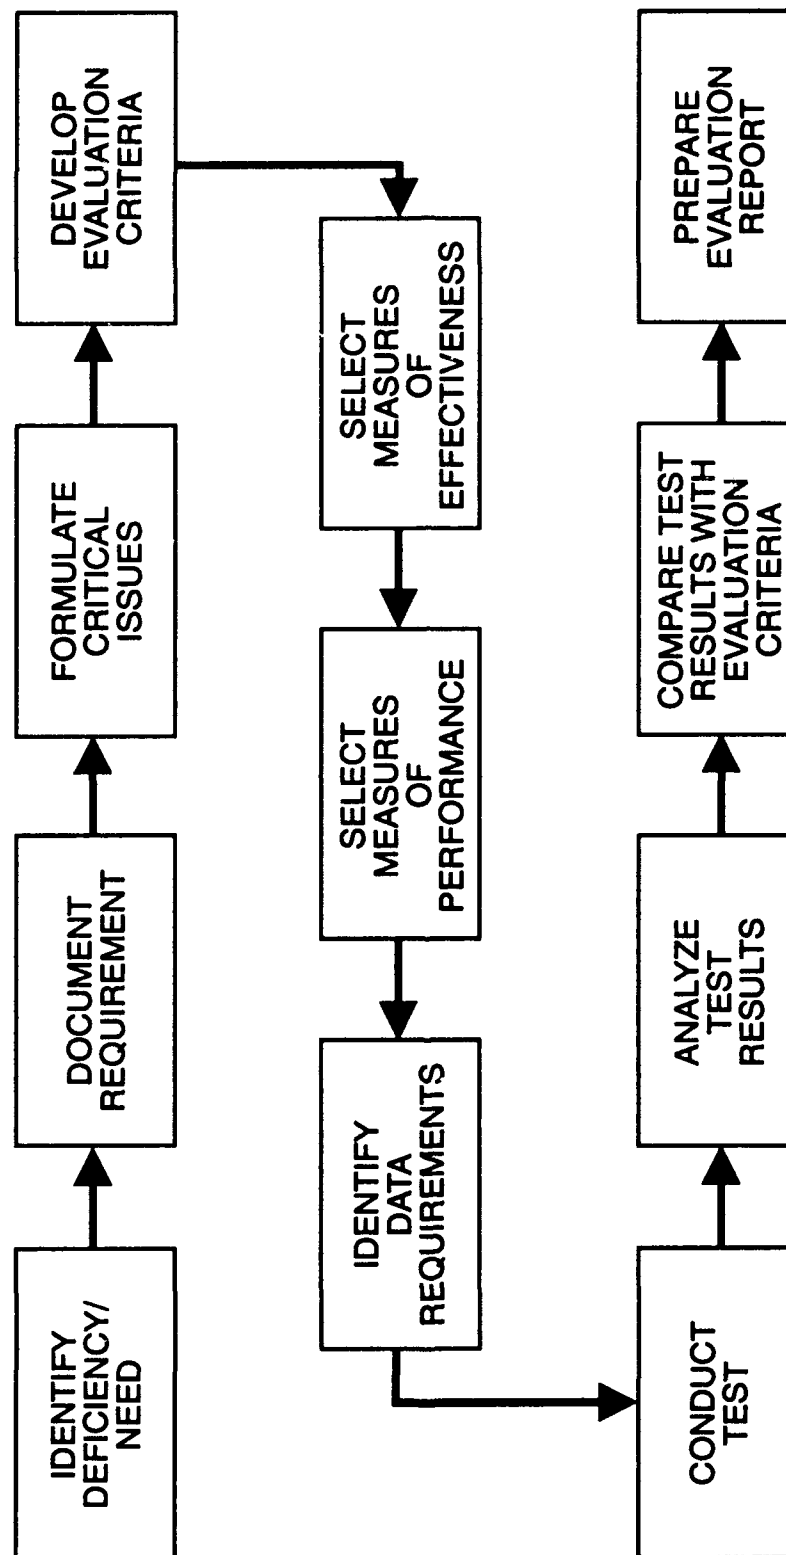 IDENTIFY
DEFICIENCY/
NEED
DOCUMENT
REQUIREMENT
FORMULATE
CRITICAL
ISSUES
DEVELOP
EVALUATION
CRITERIA
SELECT
MEASURES
OF
EFFECTIVENESS
SELECT
MEASURES
OF
PERFORMANCE
IDENTIFY
DATA
REQUIREMENTS
CONDUCT
TEST
ANALYZE
TEST
RESULTS
COMPARE TEST
RESULTS WITH
EVALUATION
CRITERIA
PREPARE
EVALUATION
REPORT